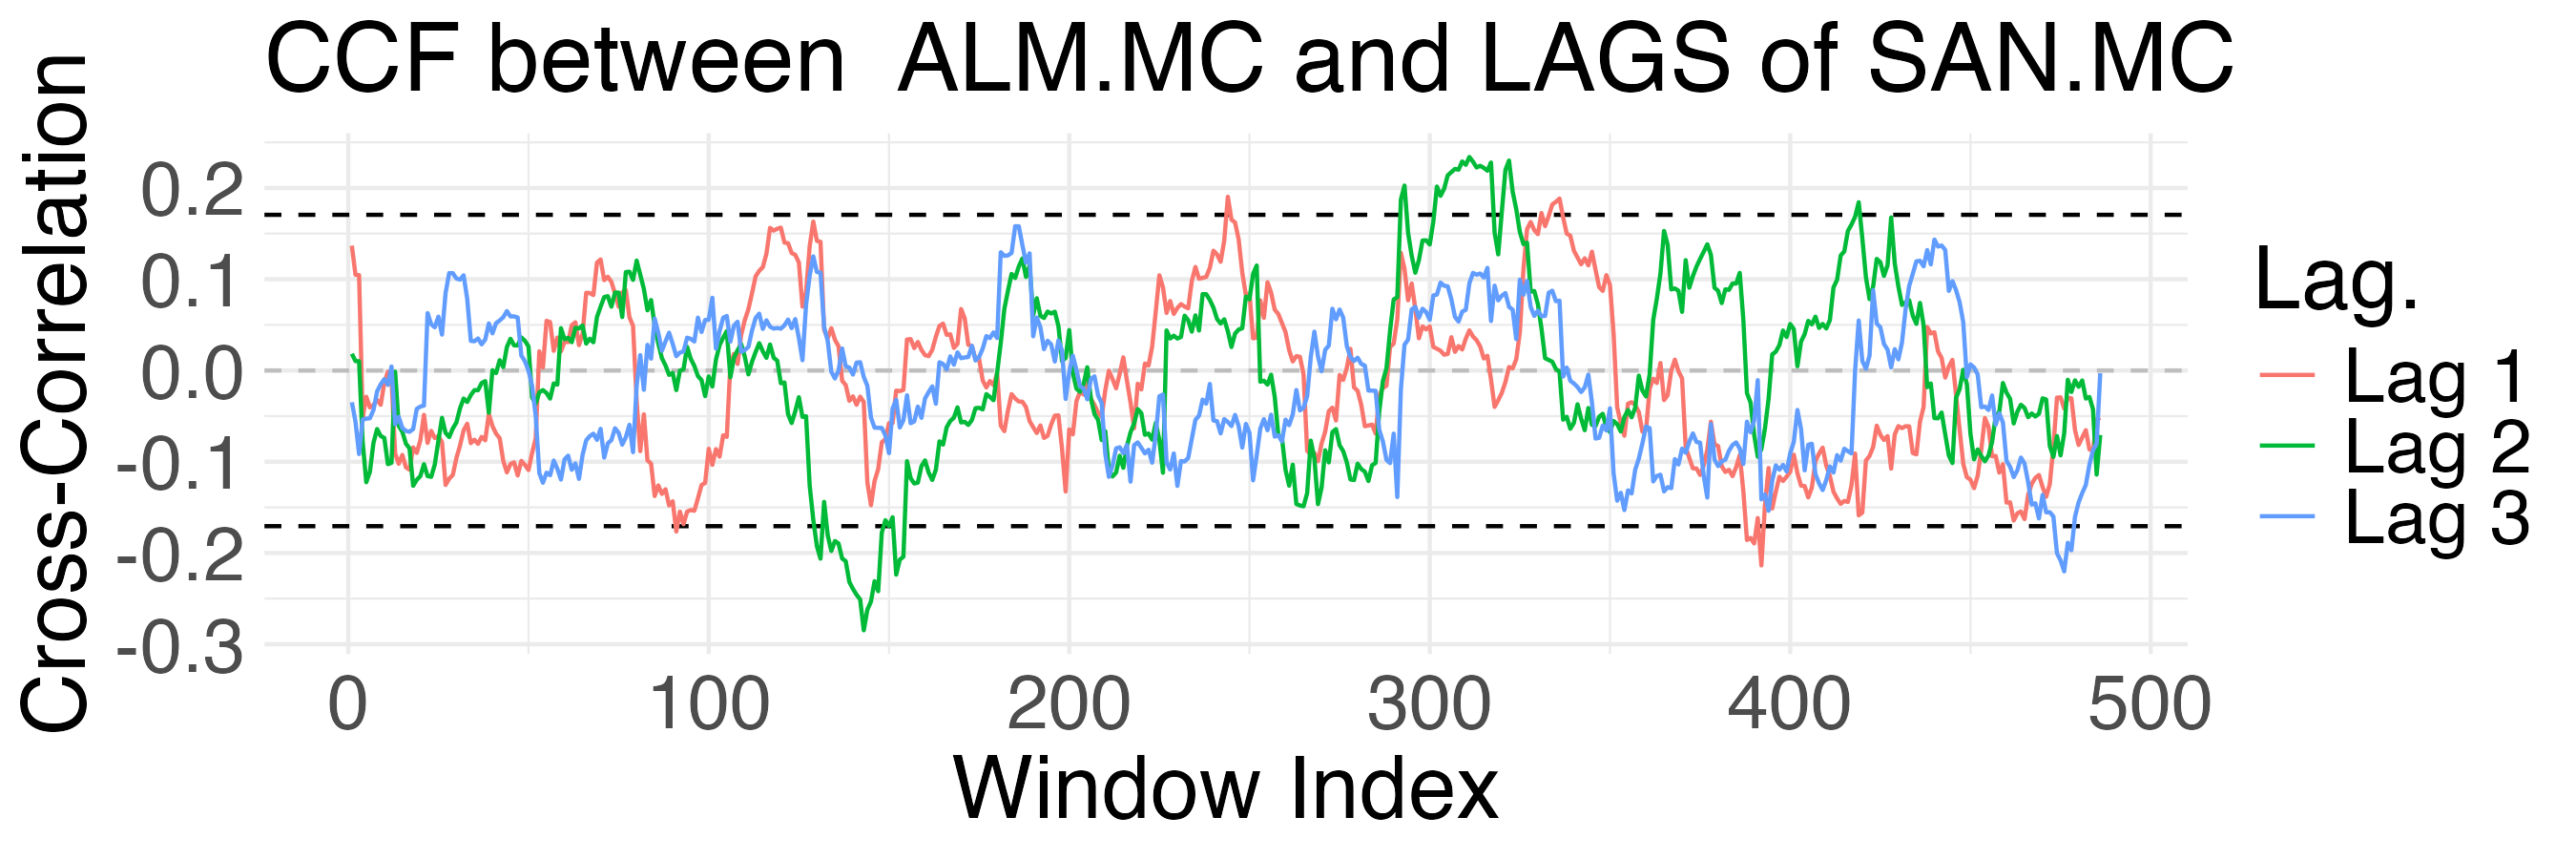 CCF between  ALM.MC and LAGS of SAN.MC
Cross-Correlation
0.2
0.1
0.0
-0.1
-0.2
-0.3
0 100 200 300 400 500
Window Index
Lag.
Lag 1
Lag 2
Lag 3